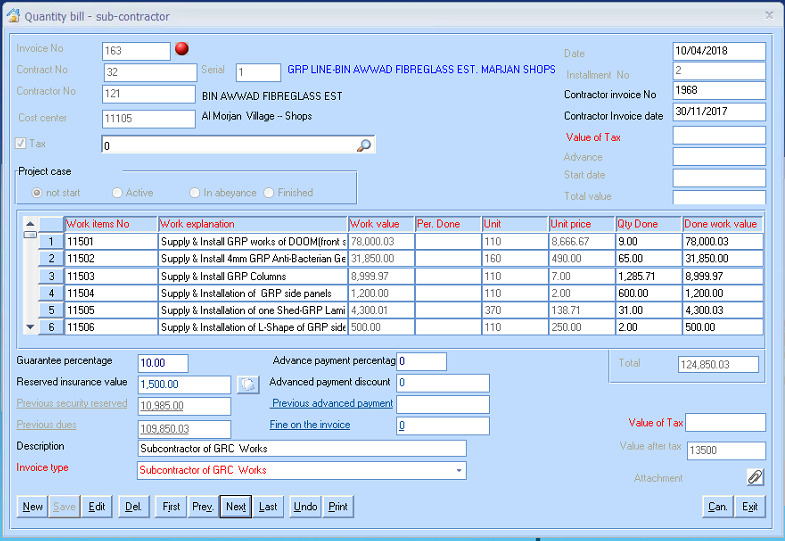 Quantity bill - sub-contractor
Invoice No 163 Date 10/04/2018
Contract No 32 Serial 1 GRP LINE-BIN AWWAD FIBREGLASS EST. MARJAN SHOPS Installment No 2
Contractor No 121 BIN AWWAD FIBREGLASS EST Contractor invoice No 1968
Cost center 11105 Al Morjan Village -- Shops Contractor Invoice date 30/11/2017
Tax 0 Value of Tax
Advance
Project case Start date
not start Active In abeyance Finished Total value
Work items No Work explanation Work value Per. Done Unit Unit price Qty Done Done work value
1 11501 Supply & Install GRP works of DOOM(front s 78,000.03 110 8,666.67 9.00 78,000.03
2 11502 Supply & Install 4mm GRP Anti-Bacterian Ge 31,850.00 160 490.00 65.00 31,850.00
3 11503 Supply & Install GRP Columns 8,999.97 110 7.00 1,285.71 8,999.97
4 11504 Supply & Installation of GRP side panels 1,200.00 110 2.00 600.00 1,200.00
5 11505 Supply & Installation of one Shed-GRP Lami 4,300.01 370 138.71 31.00 4,300.03
6 11506 Supply & Installation of L-Shape of GRP side 500.00 110 250.00 2.00 500.00
Guarantee percentage 10.00 Advance payment percentag 0 Total 124,850.03
Reserved insurance value 1,500.00 Advanced payment discount 0
Previous security reserved 10,985.00 Previous advanced payment
Previous dues 109,850.03 Fine on the invoice 0 Value of Tax
Description Subcontractor of GRC Works Value after tax 13500
Invoice type Subcontractor of GRC Works
Attachment
New Save Edit Del. First Prev. Next Last Undo Print Can. Exit